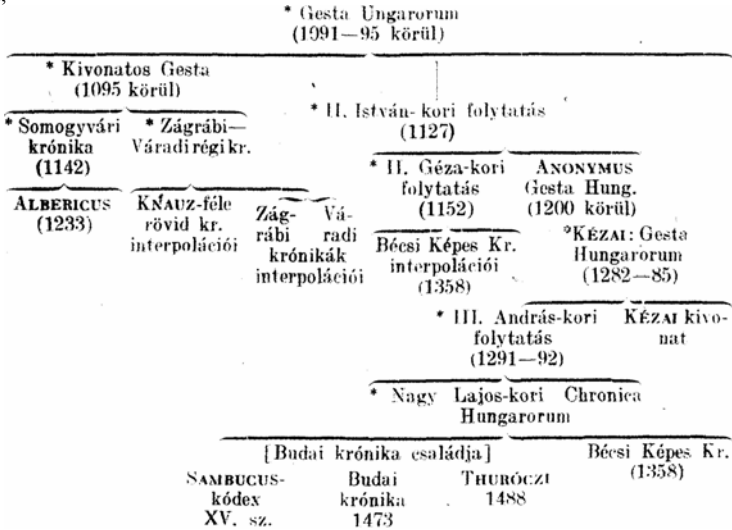 * Gesta Ungarorum
(1091—95 körül)
* Kivonatos Gesta
(1095 körül)
* II. István-kori folytatás
(1127)
* Somogyvári
krónika
(1142)
* Zágrábi—
Váradi régi kr.
* II. Géza-kori
folytatás
(1152)
ANONYMUS
Gesta Hung.
(1200 körül)
ALBERICUS
(1233)
KNAUZ-féle
rövid kr.
interpolációi
Zág- Vá-
rábi radi
krónikák
interpolációi
Bécsi Képes Kr.
interpolációi
(1358)
*KÉZAI: Gesta
Hungarorum
(1282—85)
* III. András-kori
folytatás
(1291—92)
KÉZAI kivo-
nat
* Nagy Lajos-kori Chronica
Hungarorum
[Budai krónika családja]
Bécsi Képes Kr.
(1358)
SAMBUCUS-
kódex
XV. sz.
Budai
krónika
1473
THURÓCZI
1488